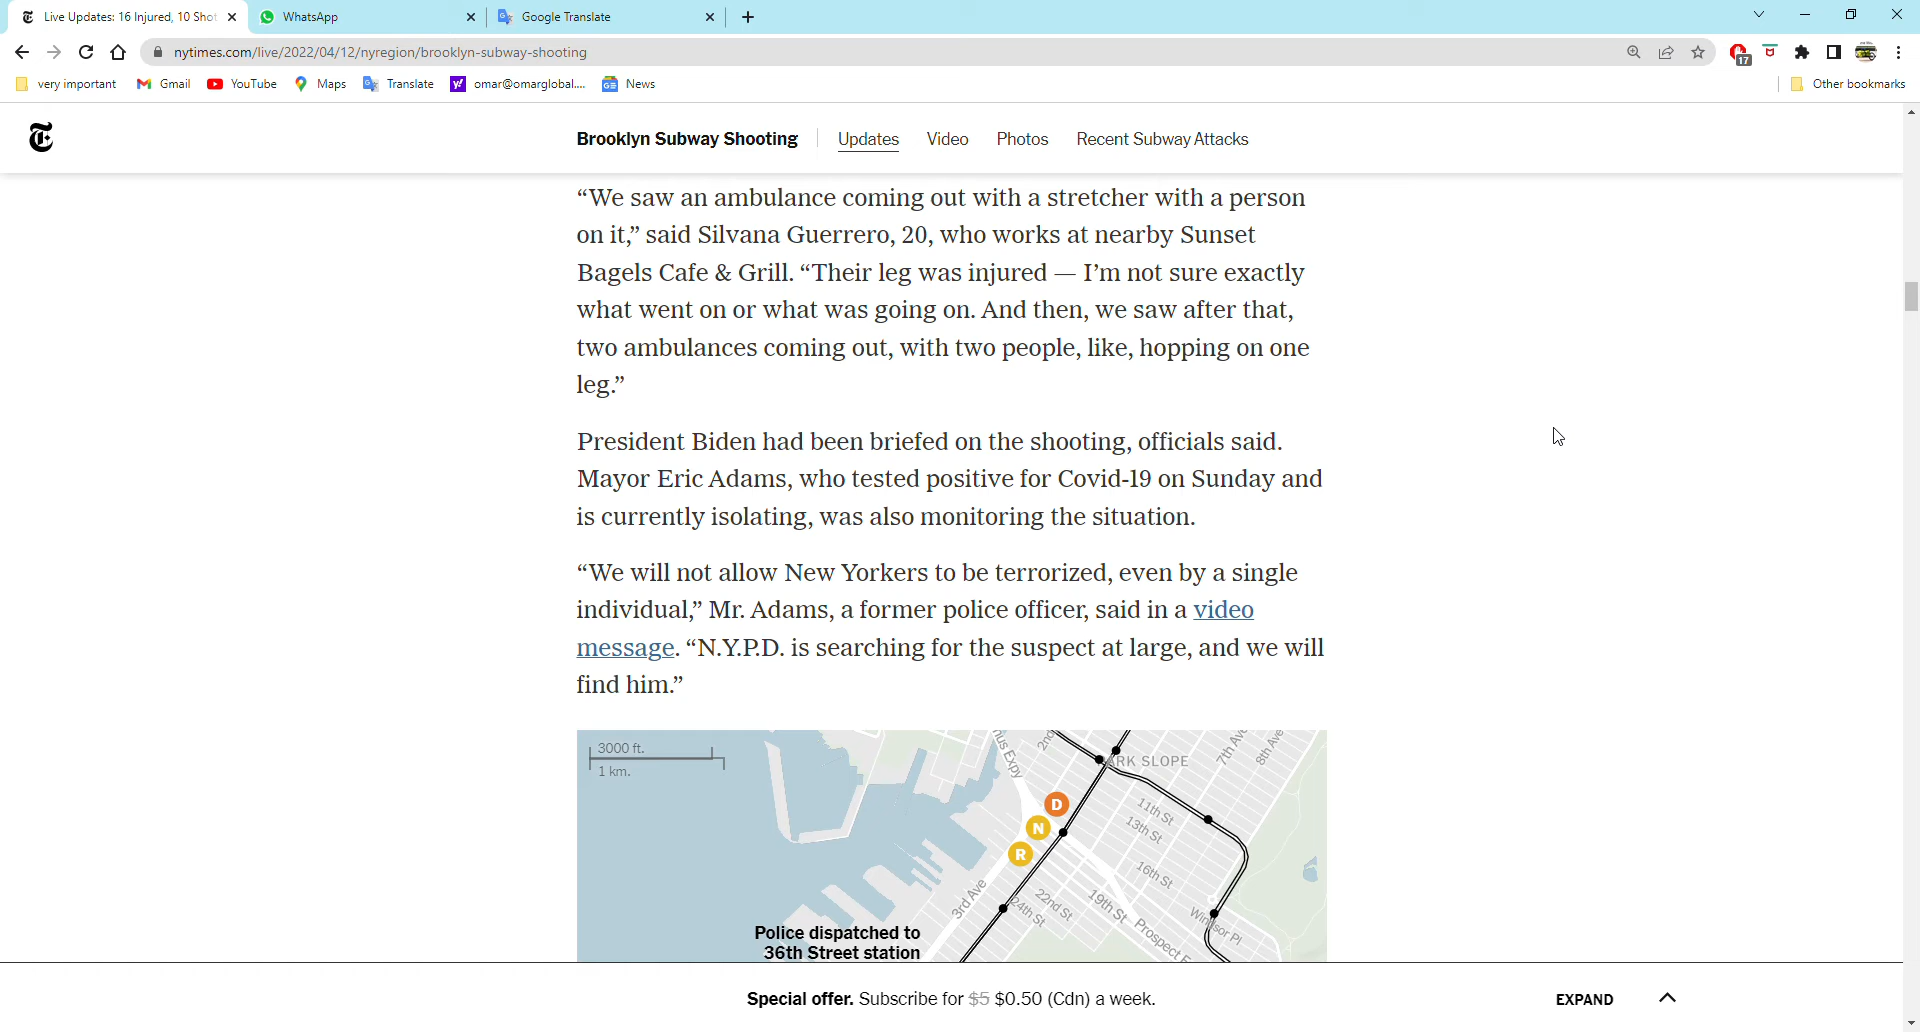 Live Updates: 16 Injured, 10 Shot
WhatsApp
Google Translate
nytimes.com/live/2022/04/12/nyregion/brooklyn-subway-shooting
17
very important
Gmail
YouTube
Maps
Translate
omar@omarglobal....
News
Other bookmarks
Brooklyn Subway Shooting
Updates
Video
Photos
Recent Subway Attacks
“We saw an ambulance coming out with a stretcher with a person
on it,” said Silvana Guerrero, 20, who works at nearby Sunset
Bagels Cafe & Grill. “Their leg was injured — I’m not sure exactly
what went on or what was going on. And then, we saw after that,
two ambulances coming out, with two people, like, hopping on one
leg.”
President Biden had been briefed on the shooting, officials said.
Mayor Eric Adams, who tested positive for Covid-19 on Sunday and
is currently isolating, was also monitoring the situation.
“We will not allow New Yorkers to be terrorized, even by a single
individual,” Mr. Adams, a former police officer, said in a video
message. “N.Y.P.D. is searching for the suspect at large, and we will
find him.”
3000 ft.
1 km.
nus Expy
2nd
ARK SLOPE
7th Ave
8th Ave
D
N
R
11th St
13th St
16th St
3rd Ave
24th St
22nd St
19th St
Prospect E
Windsor Pl
Police dispatched to
36th Street station
Special offer. Subscribe for $5 $0.50 (Cdn) a week.
EXPAND